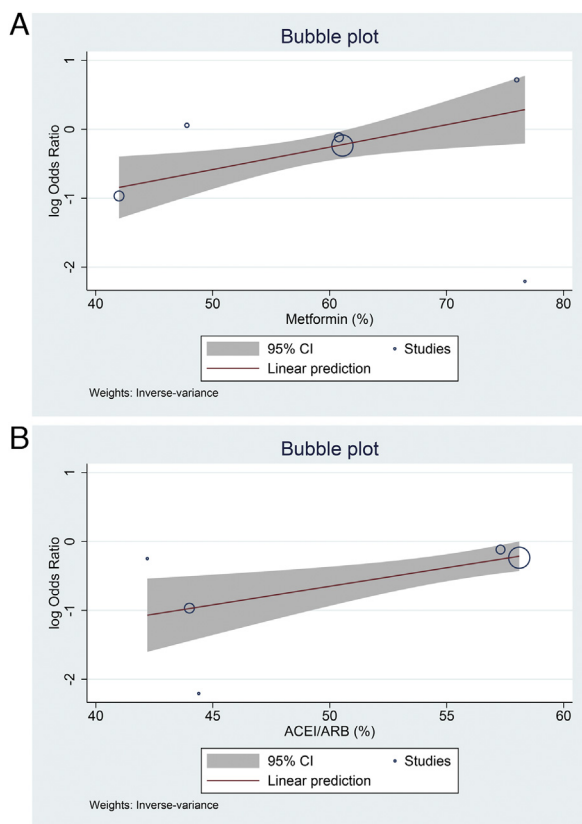 A
Bubble plot
1
0
-1
-2
log Odds Ratio
40 50 60 70 80
Metformin (%)
95% CI Studies
Linear prediction
Weights: Inverse-variance
B
Bubble plot
1
0
-1
-2
log Odds Ratio
40 45 50 55 60
ACEI/ARB (%)
95% CI Studies
Linear prediction
Weights: Inverse-variance